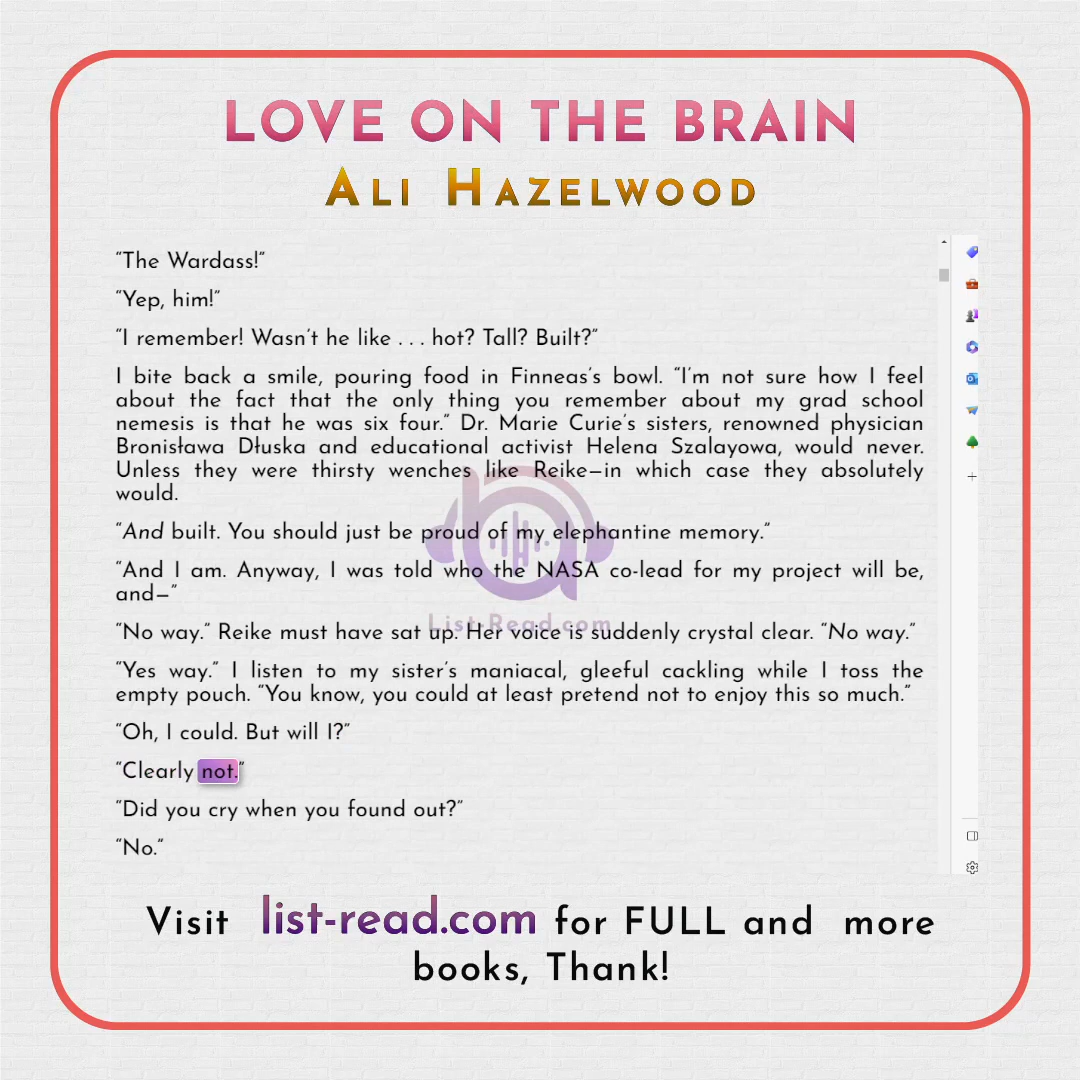 LOVE ON THE BRAIN
ALI HAZELWOOD
“The Wardass!”
“Yep, him!”
“I remember! Wasn’t he like . . . hot? Tall? Built?”
I bite back a smile, pouring food in Finneas’s bowl. “I’m not sure how I feel
about the fact that the only thing you remember about my grad school
nemesis is that he was six four.” Dr. Marie Curie’s sisters, renowned physician
Bronisława Dłuska and educational activist Helena Szalayowa, would never.
Unless they were thirsty wenches like Reike—in which case they absolutely
would.
“And built. You should just be proud of my elephantine memory.”
“And I am. Anyway, I was told who the NASA co-lead for my project will be,
and—”
List-Read.com
“No way.” Reike must have sat up. Her voice is suddenly crystal clear. “No way.”
“Yes way.” I listen to my sister’s maniacal, gleeful cackling while I toss the
empty pouch. “You know, you could at least pretend not to enjoy this so much.”
“Oh, I could. But will I?”
“Clearly not.”
“Did you cry when you found out?”
“No.”
Visit list-read.com for FULL and more
books, Thank!